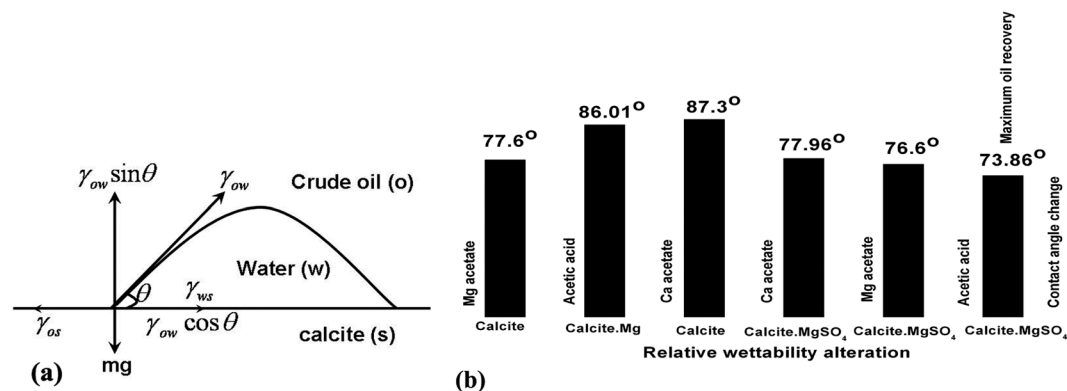 γow sinθ
γow
Crude oil (o)
Water (w)
θ
γws
γos
γow cosθ
calcite (s)
mg
(a)
77.6°
Mg acetate
Calcite
86.01°
Acetic acid
Calcite.Mg
87.3°
Ca acetate
Calcite
77.96°
Ca acetate
Calcite.MgSO4
76.6°
Mg acetate
Calcite.MgSO4
Maximum oil recovery
73.86°
Acetic acid
Calcite.MgSO4
Contact angle change
Relative wettability alteration
(b)